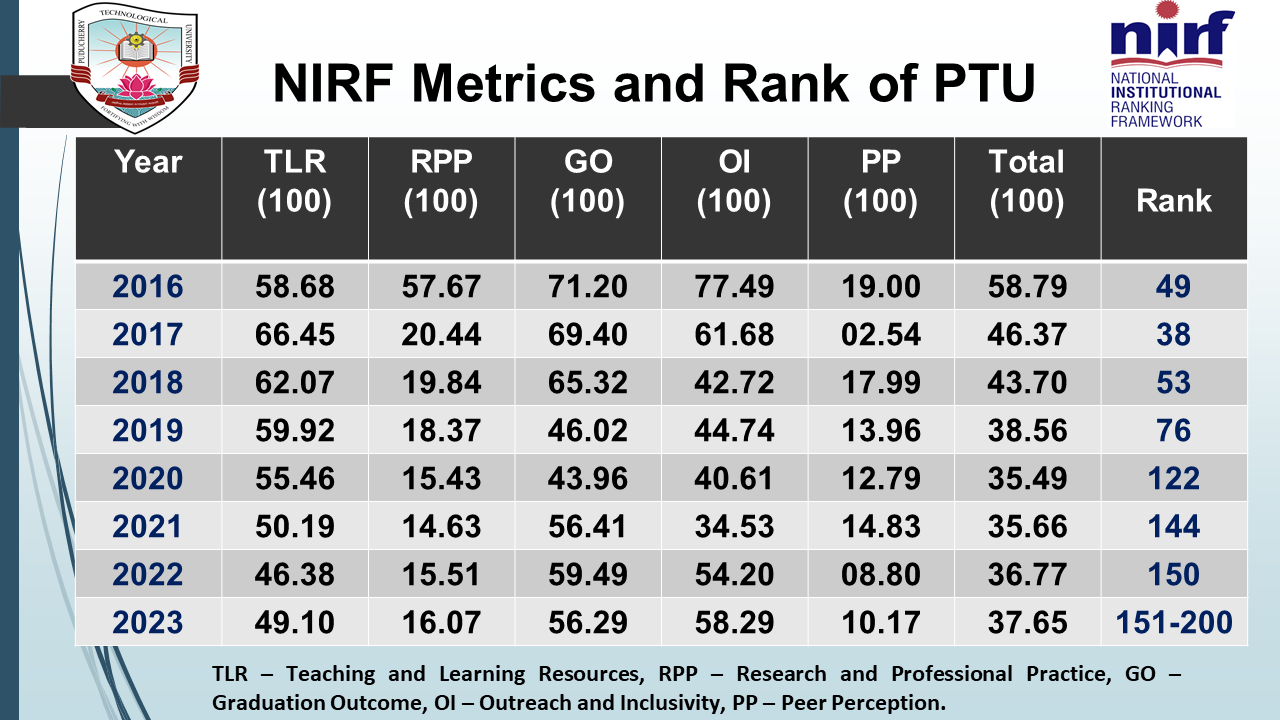 PUDUCHERRY TECHNOLOGICAL UNIVERSITY
FORTIFYING WITH WISDOM
nirf
NATIONAL
INSTITUTIONAL
RANKING
FRAMEWORK
NIRF Metrics and Rank of PTU
Year TLR (100) RPP (100) GO (100) OI (100) PP (100) Total (100) Rank
2016 58.68 57.67 71.20 77.49 19.00 58.79 49
2017 66.45 20.44 69.40 61.68 02.54 46.37 38
2018 62.07 19.84 65.32 42.72 17.99 43.70 53
2019 59.92 18.37 46.02 44.74 13.96 38.56 76
2020 55.46 15.43 43.96 40.61 12.79 35.49 122
2021 50.19 14.63 56.41 34.53 14.83 35.66 144
2022 46.38 15.51 59.49 54.20 08.80 36.77 150
2023 49.10 16.07 56.29 58.29 10.17 37.65 151-200
TLR – Teaching and Learning Resources, RPP – Research and Professional Practice, GO –
Graduation Outcome, OI – Outreach and Inclusivity, PP – Peer Perception.